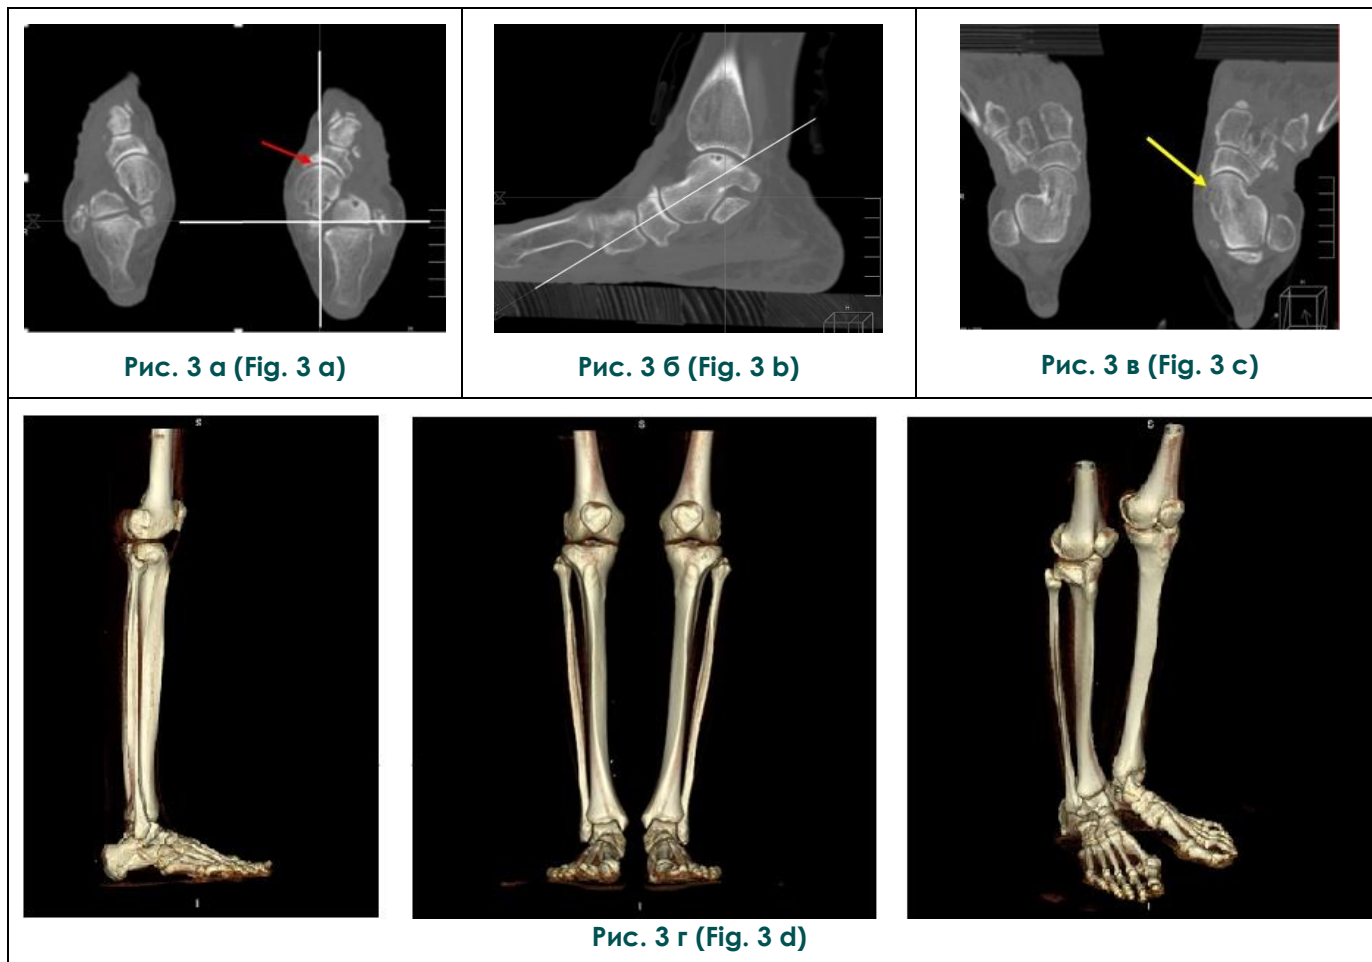 Рис. 3 а (Fig. 3 a)
Рис. 3 б (Fig. 3 b)
Рис. 3 в (Fig. 3 c)
Рис. 3 г (Fig. 3 d)